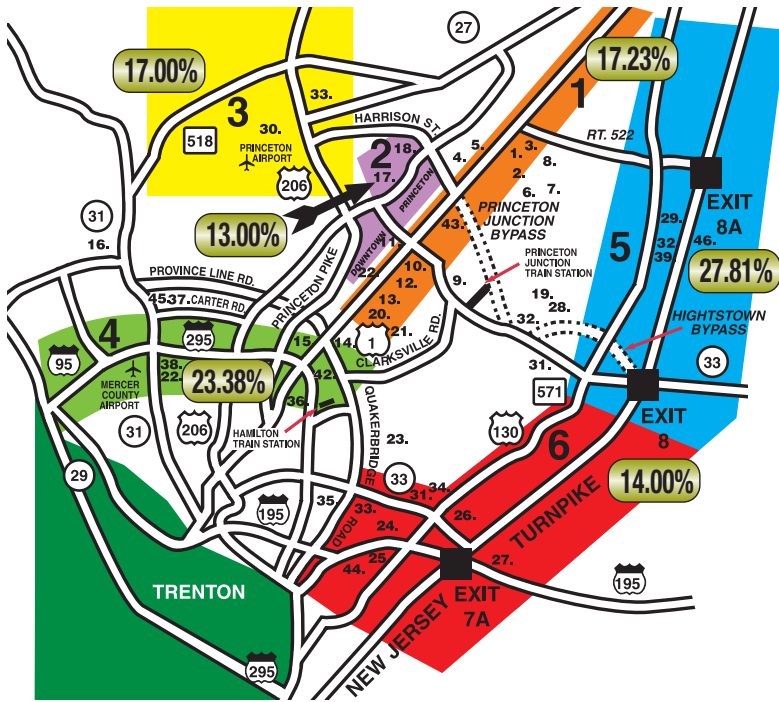 27
17.00%
17.23%
1
33.
3
HARRISON ST.
RT. 522
30.
518
PRINCETON
AIRPORT
2
18.
17.
5.
4.
3.
1.
8.
2.
6.
7.
206
PRINCETON
DOWNTOWN
EXIT
8A
31
16.
13.00%
43.
PRINCETON
JUNCTION
BYPASS
5
29.
32
39.
46.
11.
27.81%
PRINCETON PIKE
PRINCETON
JUNCTION
TRAIN STATION
PROVINCE LINE RD.
22.
10.
12.
9.
4537.
CARTER RD.
13.
20.
19.
28.
HIGHTSTOWN
BYPASS
4
295
15.
14.
1
21.
CLARKSVILLE RD.
32
95
38.
22.
23.38%
42.
31.
33
MERCER
COUNTY
AIRPORT
36.
571
31
206
HAMILTON
TRAIN STATION
QUAKERBRIDGE
ROAD
23.
130
EXIT
8
6
29
33
14.00%
34.
31.
195
35
33.
26.
24.
TURNPIKE
25
44.
27.
TRENTON
EXIT
7A
195
NEW JERSEY
295